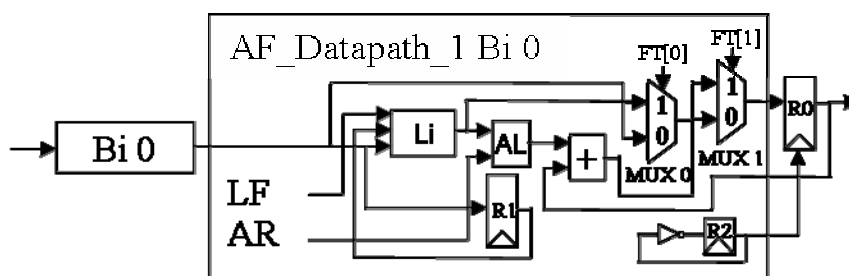 AF_Datapath_1 Bi 0
FT[0]
FT[1]
1
0
1
0
R0
Bi 0
Li
AL
+
MUX 0
MUX 1
LF
AR
R1
R2